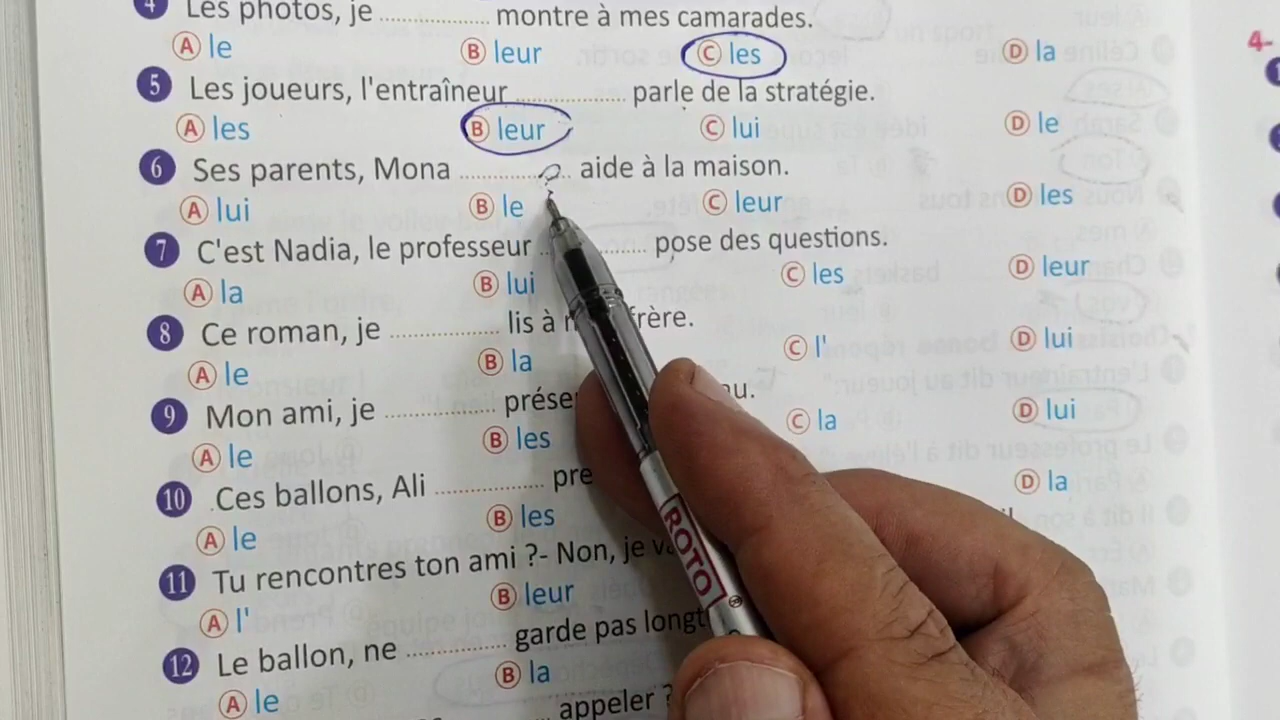 4 Les photos, je .................. montre à mes camarades.
A le B leur C les D la
5 Les joueurs, l'entraîneur .................. parle de la stratégie.
A les B leur C lui D le
6 Ses parents, Mona .........?.. aide à la maison.
A lui B le C leur D les
7 C'est Nadia, le professeur .................. pose des questions.
A la B lui C les D leur
8 Ce roman, je .................. lis à frère.
A le B la C l' D lui
9 Mon ami, je ..................
A le B les C la D lui
10 Ces ballons, Ali ..................
A le B les D la
11 Tu rencontres ton ami ?- Non, je
A l' B leur
12 Le ballon, ne .................. garde pas
A le B la
appeler ?
ROTO
4-